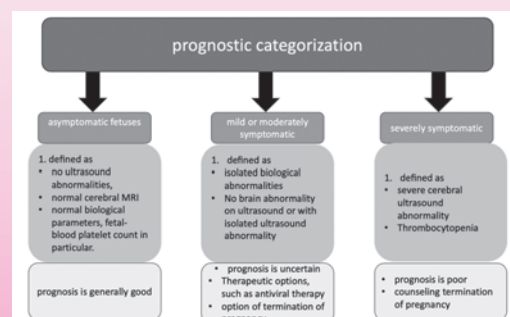 prognostic categorization
asymptomatic fetuses
1. defined as
• no ultrasound
abnormalities,
• normal cerebral MRI
• normal biological
parameters, fetal-
blood platelet count in
particular.
prognosis is generally good
mild or moderately
symptomatic
1. defined as
• isolated biological
abnormalities
• No brain abnormality
on ultrasound or with
isolated ultrasound
abnormality
• prognosis is uncertain
• Therapeutic options,
such as antiviral therapy
• option of termination of
severely symptomatic
1. defined as
• severe cerebral
ultrasound
abnormality
• Thrombocytopenia
• prognosis is poor
• counseling termination
of pregnancy